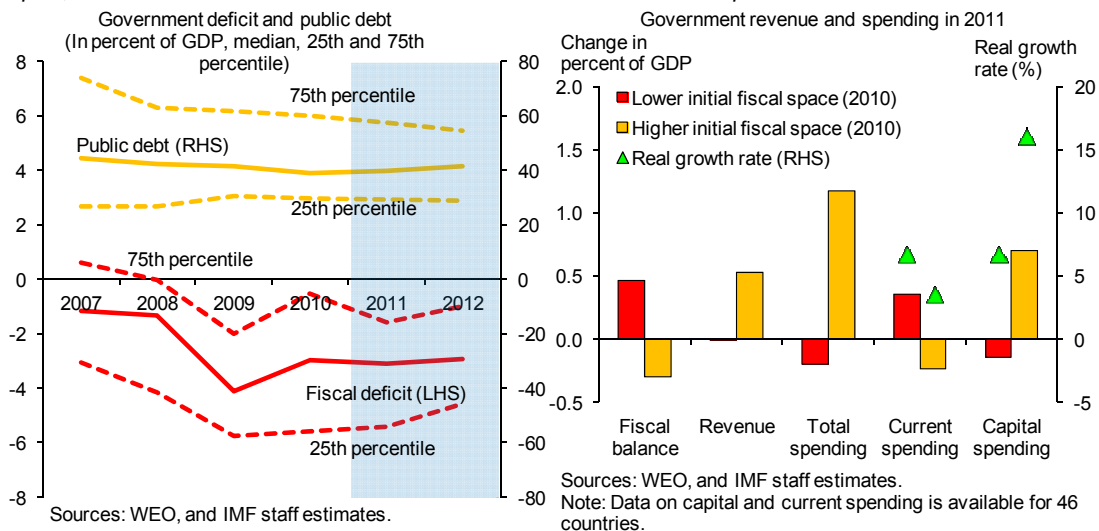 Government deficit and public debt
(In percent of GDP, median, 25th and 75th
percentile)
8
6
4
2
0
-2
-4
-6
-8
80
60
40
20
0
-20
-40
-60
-80
75th percentile
Public debt (RHS)
25th percentile
75th percentile
2007 2008 2009 2010 2011 2012
Fiscal deficit (LHS)
25th percentile
Sources: WEO, and IMF staff estimates.
Government revenue and spending in 2011
Change in
percent of GDP
Real growth
rate (%)
2.0
1.5
1.0
0.5
0.0
-0.5
20
15
10
5
0
-5
Lower initial fiscal space (2010)
Higher initial fiscal space (2010)
Real growth rate (RHS)
Fiscal
balance
Revenue
Total
spending
Current
spending
Capital
spending
Sources: WEO, and IMF staff estimates.
Note: Data on capital and current spending is available for 46
countries.